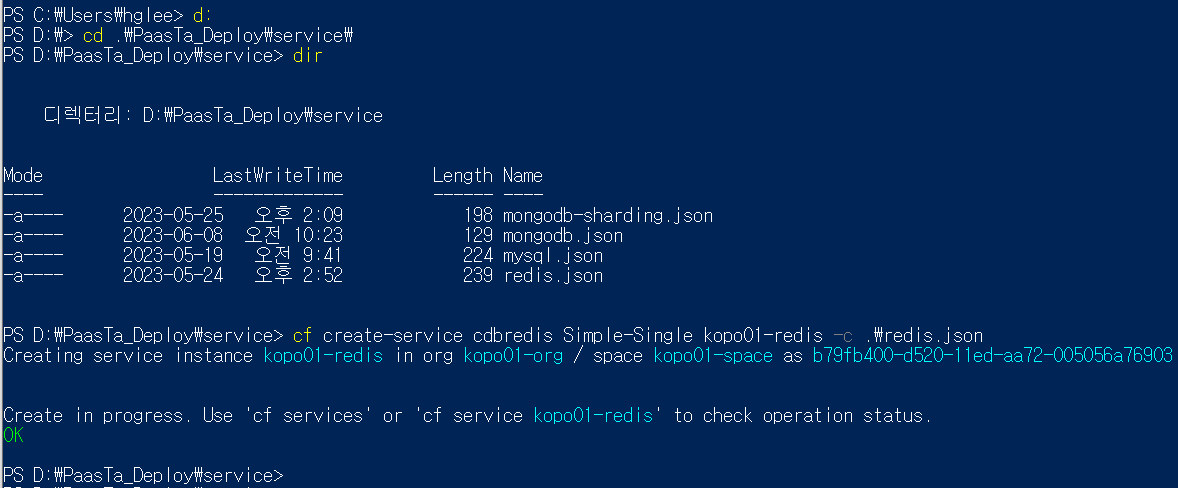 PS C:\Users\hglee> d:
PS D:\> cd .\PaasTa_Deploy\service\
PS D:\PaasTa_Deploy\service> dir
디렉터리: D:\PaasTa_Deploy\service
Mode                 LastWriteTime         Length Name
----                 -------------         ------ ----
-a----      2023-05-25   오후 2:09            198 mongodb-sharding.json
-a----      2023-06-08  오전 10:23            129 mongodb.json
-a----      2023-05-19   오전 9:41            224 mysql.json
-a----      2023-05-24   오후 2:52            239 redis.json
PS D:\PaasTa_Deploy\service> cf create-service cdbredis Simple-Single kopo01-redis -c .\redis.json
Creating service instance kopo01-redis in org kopo01-org / space kopo01-space as b79fb400-d520-11ed-aa72-005056a76903
Create in progress. Use 'cf services' or 'cf service kopo01-redis' to check operation status.
OK
PS D:\PaasTa_Deploy\service>